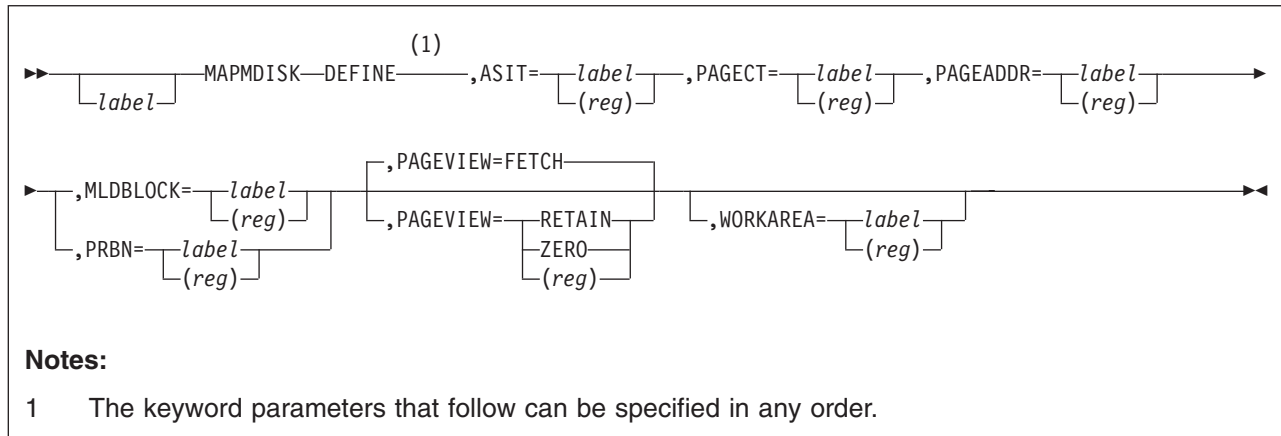 (1)
MAPMDISK DEFINE ,ASIT= label ,PAGECT= label ,PAGEADDR= label
label (reg) (reg) (reg)
,PAGEVIEW=FETCH
,MLDBLOCK= label
(reg) ,PAGEVIEW= RETAIN ,WORKAREA= label
,PRBN= label ZERO (reg)
(reg) (reg)
Notes:
1 The keyword parameters that follow can be specified in any order.